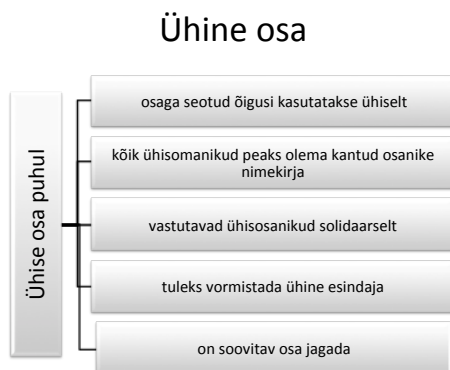 Ühine osa
Ühise osa puhul
osaga seotud õigusi kasutatakse ühiselt
kõik ühisomanikud peaks olema kantud osanike
nimekirja
vastutavad ühisosanikud solidaarselt
tuleks vormistada ühine esindaja
on soovitav osa jagada